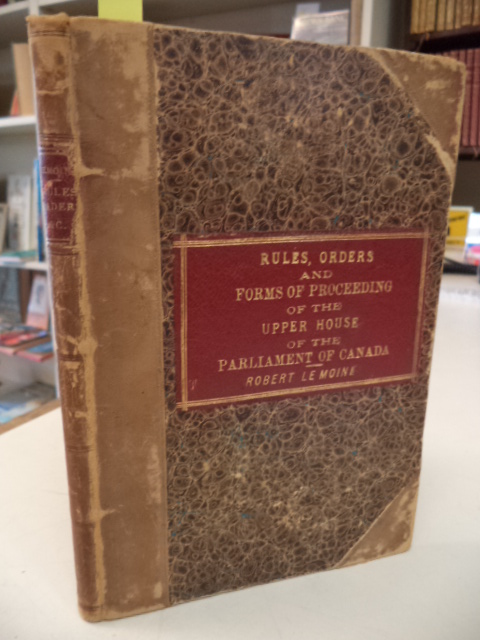 RULES, ORDERS
AND
FORMS OF PROCEEDING
OF THE
UPPER HOUSE
OF THE
PARLIAMENT OF CANADA
ROBERT LE MOINE
RULES
&C.